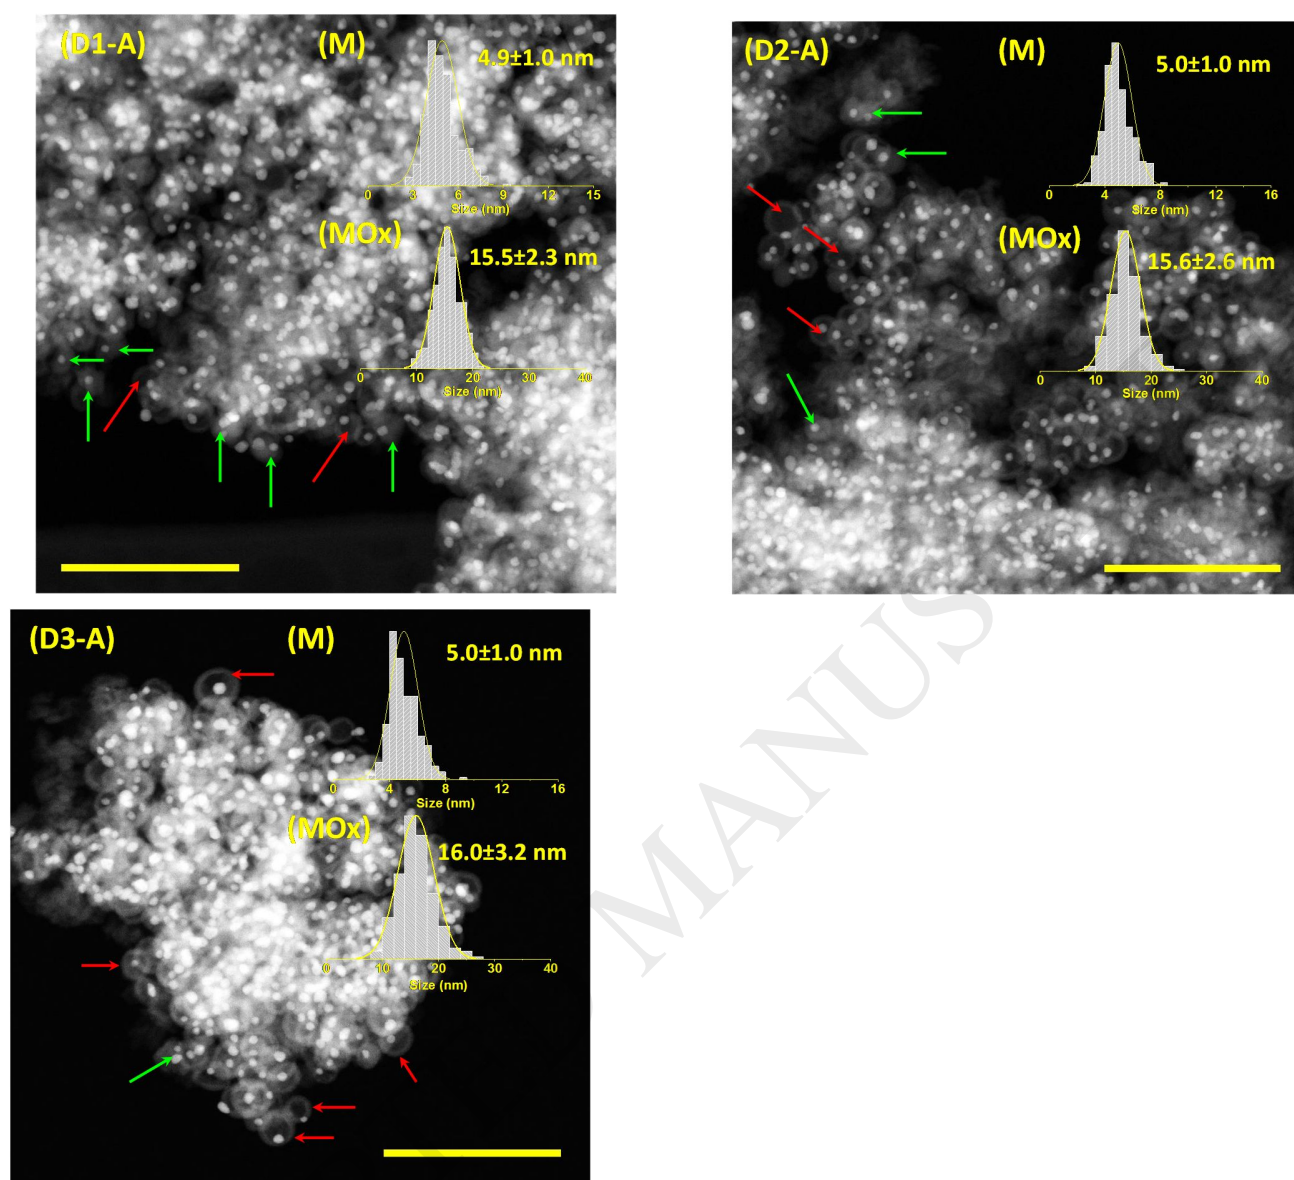 (D1-A) (M)
4.9±1.0 nm
0 3 6 9 12 15
Size (nm)
(MOx)
15.5±2.3 nm
0 10 20 30 40
Size (nm)
(D2-A) (M)
5.0±1.0 nm
0 4 8 12 16
Size (nm)
(MOx)
15.6±2.6 nm
0 10 20 30 40
Size (nm)
(D3-A) (M)
5.0±1.0 nm
0 4 8 12 16
Size (nm)
(MOx)
16.0±3.2 nm
0 10 20 30 40
Size (nm)
MANUS